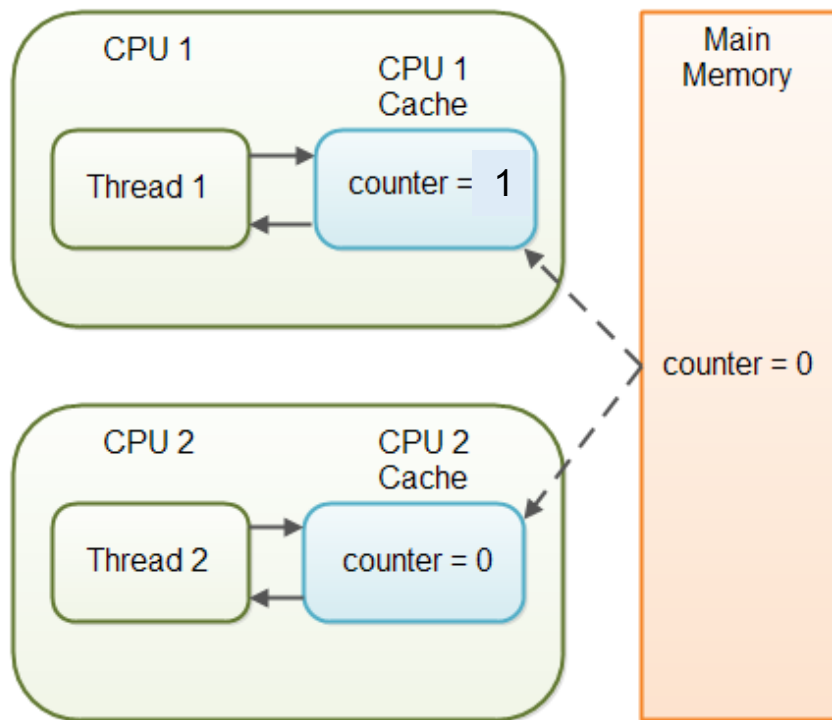 CPU 1
CPU 1
Cache
Thread 1
counter = 1
Main
Memory
counter = 0
CPU 2
CPU 2
Cache
Thread 2
counter = 0